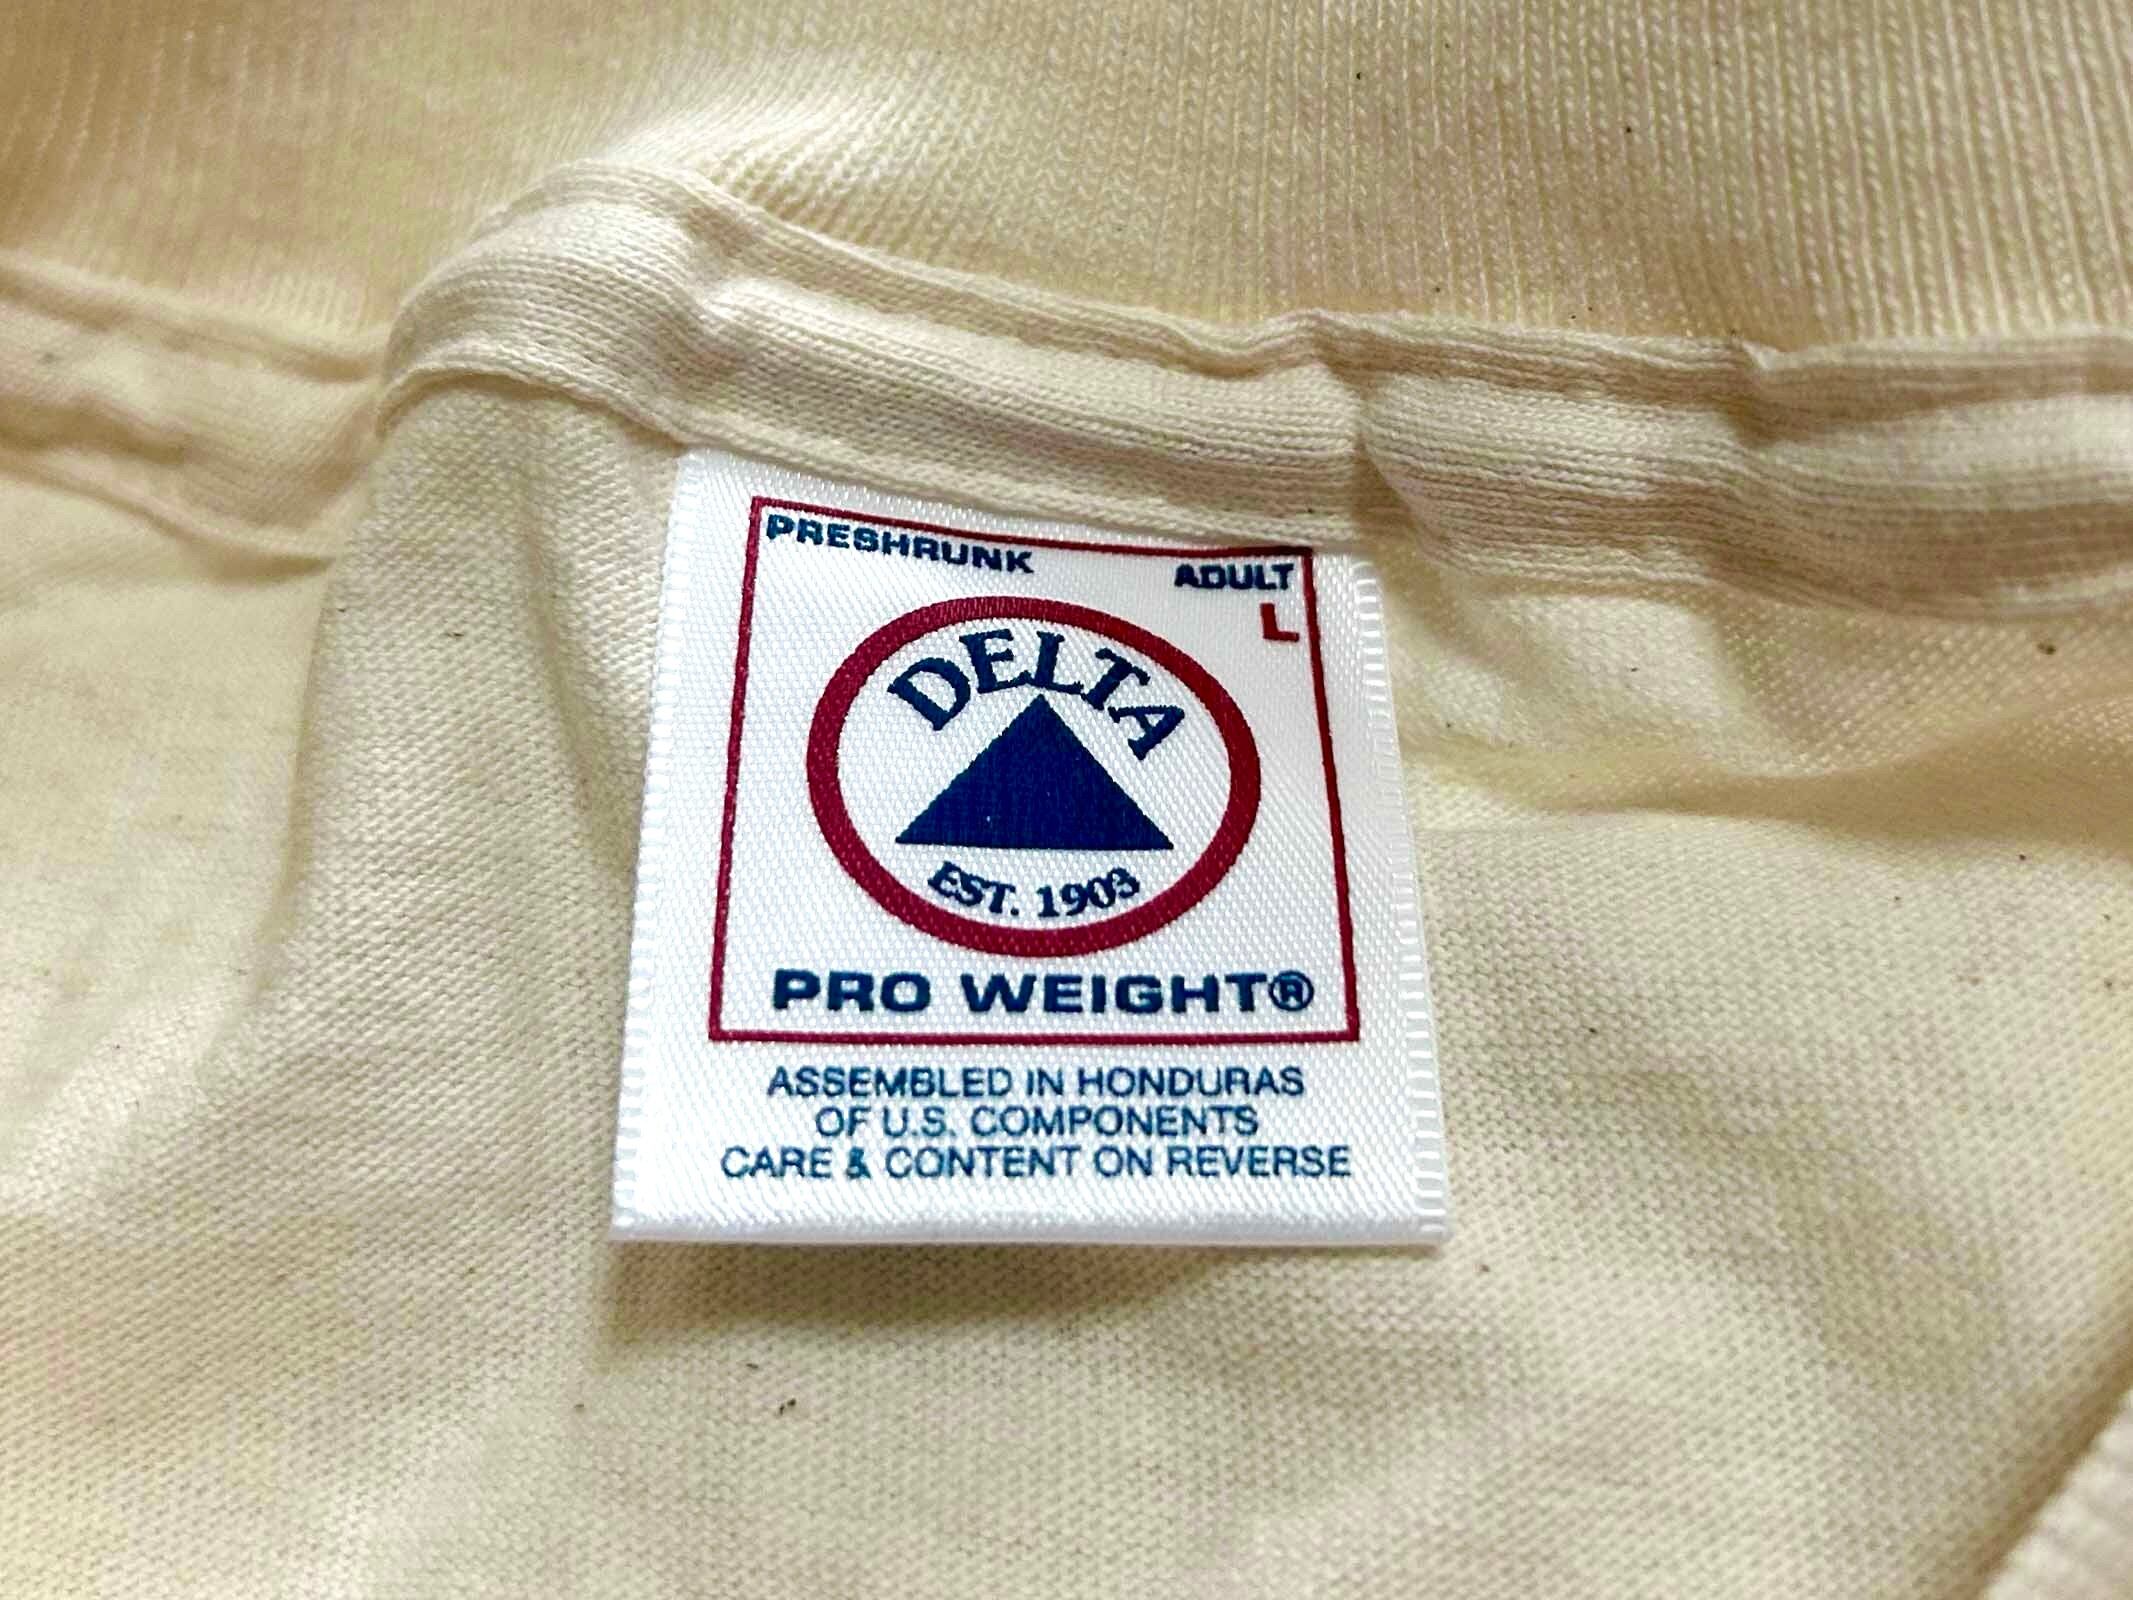 PRESHRUNK ADULT
L
DELTA
EST. 1903
PRO WEIGHT®
ASSEMBLED IN HONDURAS
OF U.S. COMPONENTS
CARE & CONTENT ON REVERSE